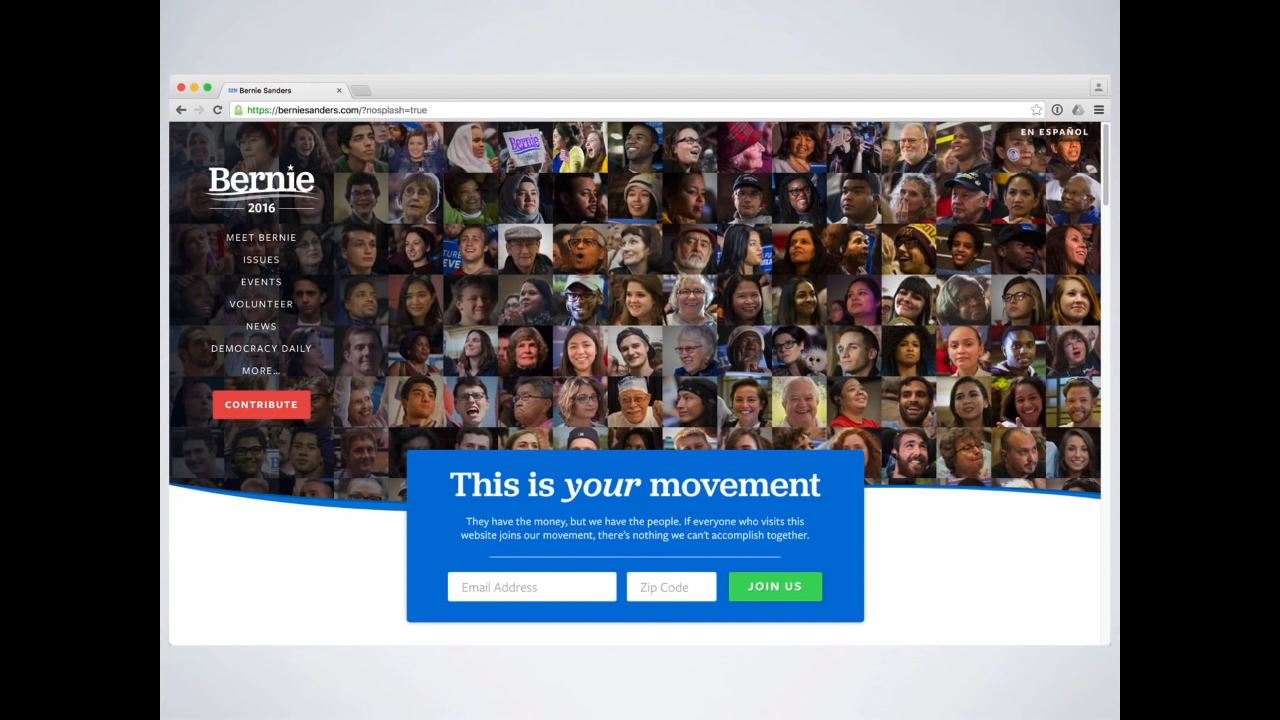 Bernie Sanders
https://berniesanders.com/?nosplash=true
EN ESPAÑOL
Bernie
Bernie
2016
MEET BERNIE
ISSUES
EVENTS
VOLUNTEER
NEWS
DEMOCRACY DAILY
MORE...
CONTRIBUTE
This is your movement
They have the money, but we have the people. If everyone who visits this
website joins our movement, there's nothing we can't accomplish together.
Email Address
Zip Code
JOIN US